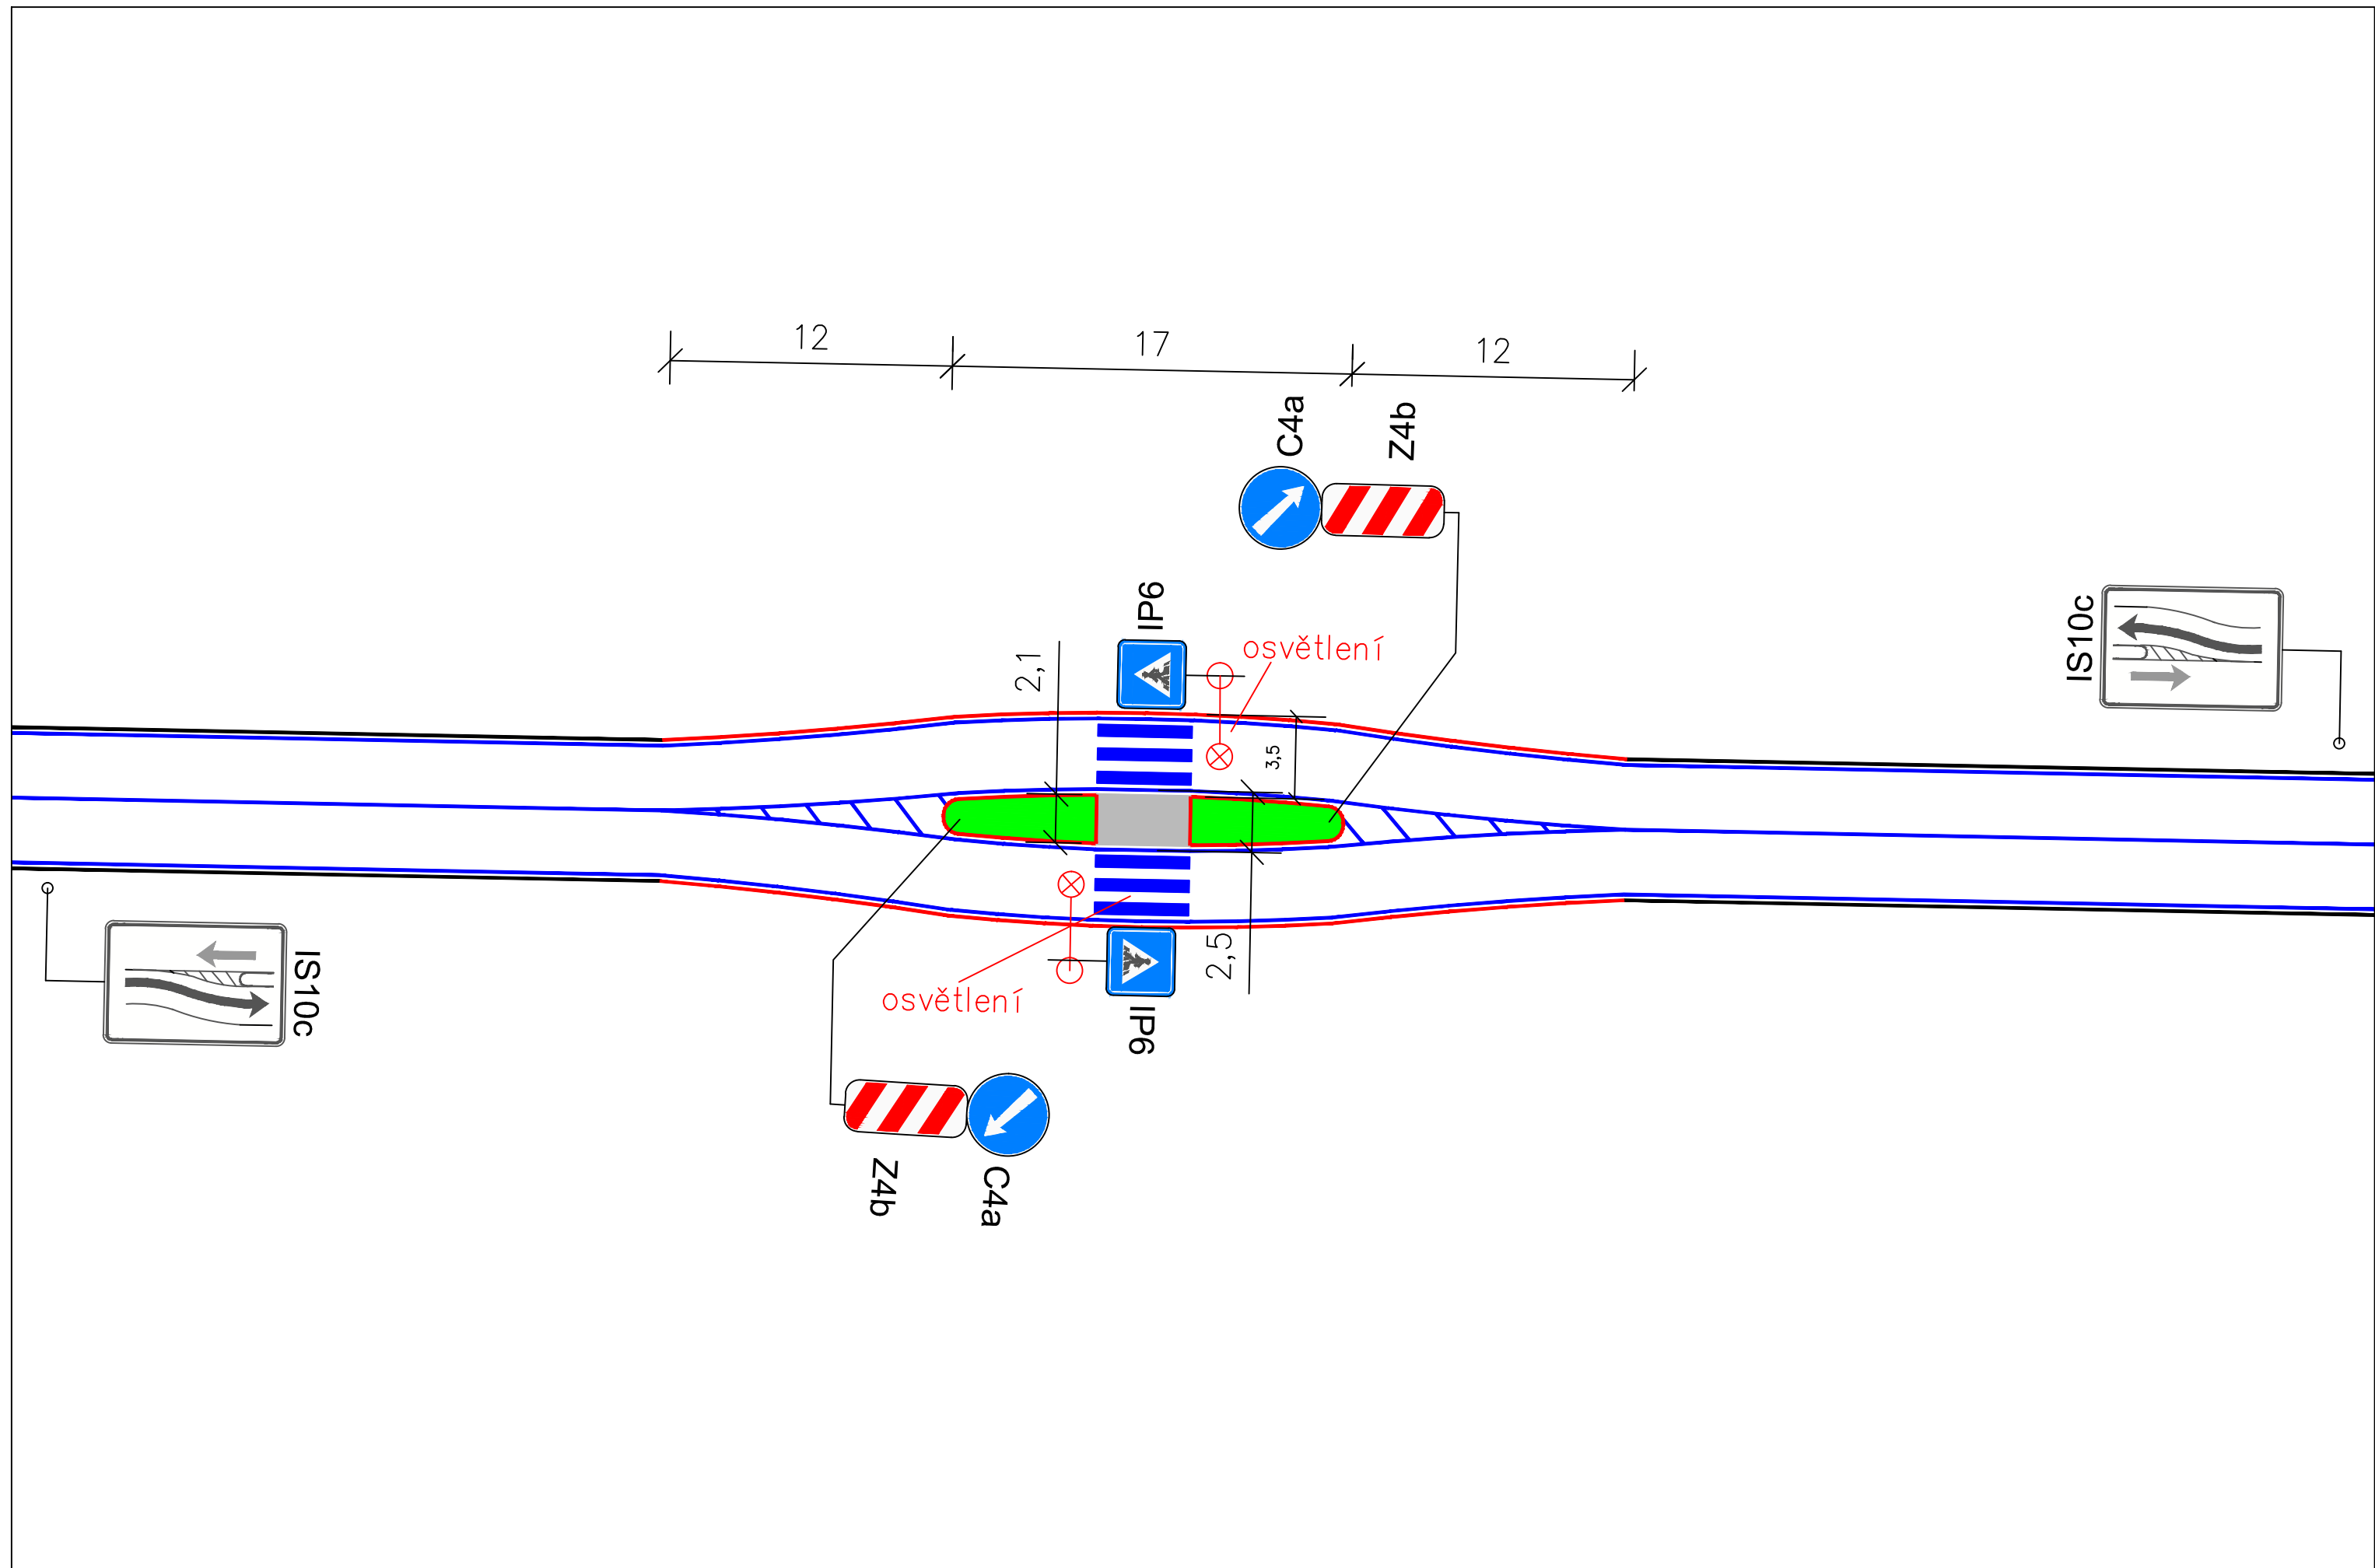 12
17
12
C4a
Z4b
IP6
osvětlení
IS10c
2,1
3,5
2,5
osvětlení
IS10c
IP6
Z4b
C4a